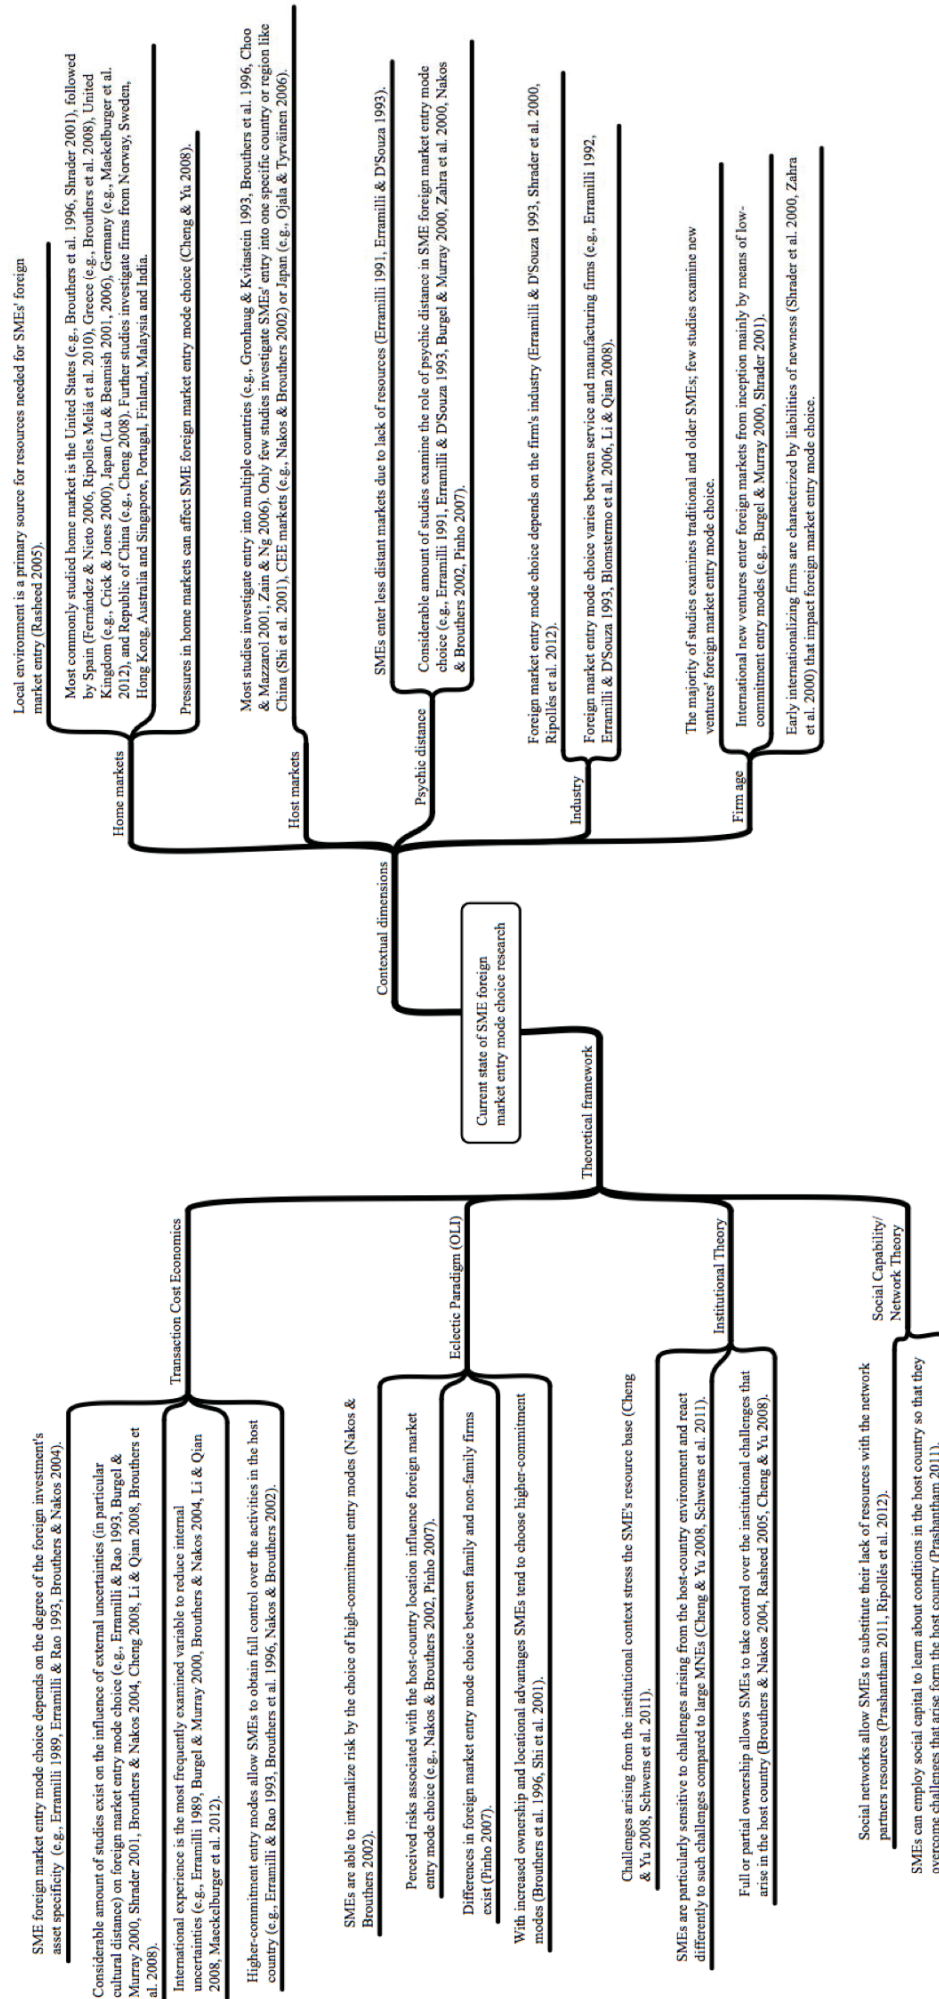 Current state of SME foreign
market entry mode choice research
Theoretical framework
Transaction Cost Economics
SME foreign market entry mode choice depends on the degree of the foreign investment's
asset specificity (e.g., Erramilli 1989, Erramilli & Rao 1993, Brouthers & Nakos 2004).
Considerable amount of studies exist on the influence of external uncertainties (in particular
cultural distance) on foreign market entry mode choice (e.g., Erramilli & Rao 1993, Burgel &
Murray 2000, Shrader 2001, Brouthers & Nakos 2004, Cheng 2008, Li & Qian 2008, Brouthers et
al. 2008).
International experience is the most frequently examined variable to reduce internal
uncertainties (e.g., Erramilli 1989, Burgel & Murray 2000, Brouthers & Nakos 2004, Li & Qian
2008, Maeckelburger et al. 2012).
Higher-commitment entry modes allow SMEs to obtain full control over the activities in the host
country (e.g., Erramilli & Rao 1993, Brouthers et al. 1996, Nakos & Brouthers 2002).
Eclectic Paradigm (OLI)
SMEs are able to internalize risk by the choice of high-commitment entry modes (Nakos &
Brouthers 2002).
Perceived risks associated with the host-country location influence foreign market
entry mode choice (e.g., Nakos & Brouthers 2002, Pinho 2007).
Differences in foreign market entry mode choice between family and non-family firms
exist (Pinho 2007).
With increased ownership and locational advantages SMEs tend to choose higher-commitment
modes (Brouthers et al. 1996, Shi et al. 2001).
Institutional Theory
Challenges arising from the institutional context stress the SME's resource base (Cheng
& Yu 2008, Schwens et al. 2011).
SMEs are particularly sensitive to challenges arising from the host-country environment and react
differently to such challenges compared to large MNEs (Cheng & Yu 2008, Schwens et al. 2011).
Full or partial ownership allows SMEs to take control over the institutional challenges that
arise in the host country (Brouthers & Nakos 2004, Rasheed 2005, Cheng & Yu 2008).
Social Capability/
Network Theory
Social networks allow SMEs to substitute their lack of resources with the network
partners resources (Prashantham 2011, Ripollés et al. 2012).
SMEs can employ social capital to learn about conditions in the host country so that they
overcome challenges that arise form the host country (Prashantham 2011).
Contextual dimensions
Home markets
Local environment is a primary source for resources needed for SMEs' foreign
market entry (Rasheed 2005).
Most commonly studied home market is the United States (e.g., Brouthers et al. 1996, Shrader 2001), followed
by Spain (Fernández & Nieto 2006, Ripolles Meliá et al. 2010), Greece (e.g., Brouthers et al. 2008), United
Kingdom (e.g., Crick & Jones 2000), Japan (Lu & Beamish 2001, 2006), Germany (e.g., Maekelburger et al.
2012), and Republic of China (e.g., Cheng 2008). Further studies investigate firms from Norway, Sweden,
Hong Kong, Australia and Singapore, Portugal, Finland, Malaysia and India.
Pressures in home markets can affect SME foreign market entry mode choice (Cheng & Yu 2008).
Host markets
Most studies investigate entry into multiple countries (e.g., Gronhaug & Kvitastein 1993, Brouthers et al. 1996, Choo
& Mazzarol 2001, Zain & Ng 2006). Only few studies investigate SMEs' entry into one specific country or region like
China (Shi et al. 2001), CEE markets (e.g., Nakos & Brouthers 2002) or Japan (e.g., Ojala & Tyrväinen 2006).
Psychic distance
SMEs enter less distant markets due to lack of resources (Erramilli 1991, Erramilli & D'Souza 1993).
Considerable amount of studies examine the role of psychic distance in SME foreign market entry mode
choice (e.g., Erramilli 1991, Erramilli & D'Souza 1993, Burgel & Murray 2000, Zahra et al. 2000, Nakos
& Brouthers 2002, Pinho 2007).
Industry
Foreign market entry mode choice depends on the firm's industry (Erramilli & D'Souza 1993, Shrader et al. 2000,
Ripollés et al. 2012).
Foreign market entry mode choice varies between service and manufacturing firms (e.g., Erramilli 1992,
Erramilli & D'Souza 1993, Blomstermo et al. 2006, Li & Qian 2008).
Firm age
The majority of studies examines traditional and older SMEs; few studies examine new
ventures' foreign market entry mode choice.
International new ventures enter foreign markets from inception mainly by means of low-
commitment entry modes (e.g., Burgel & Murray 2000, Shrader 2001).
Early internationalizing firms are characterized by liabilities of newness (Shrader et al. 2000, Zahra
et al. 2000) that impact foreign market entry mode choice.